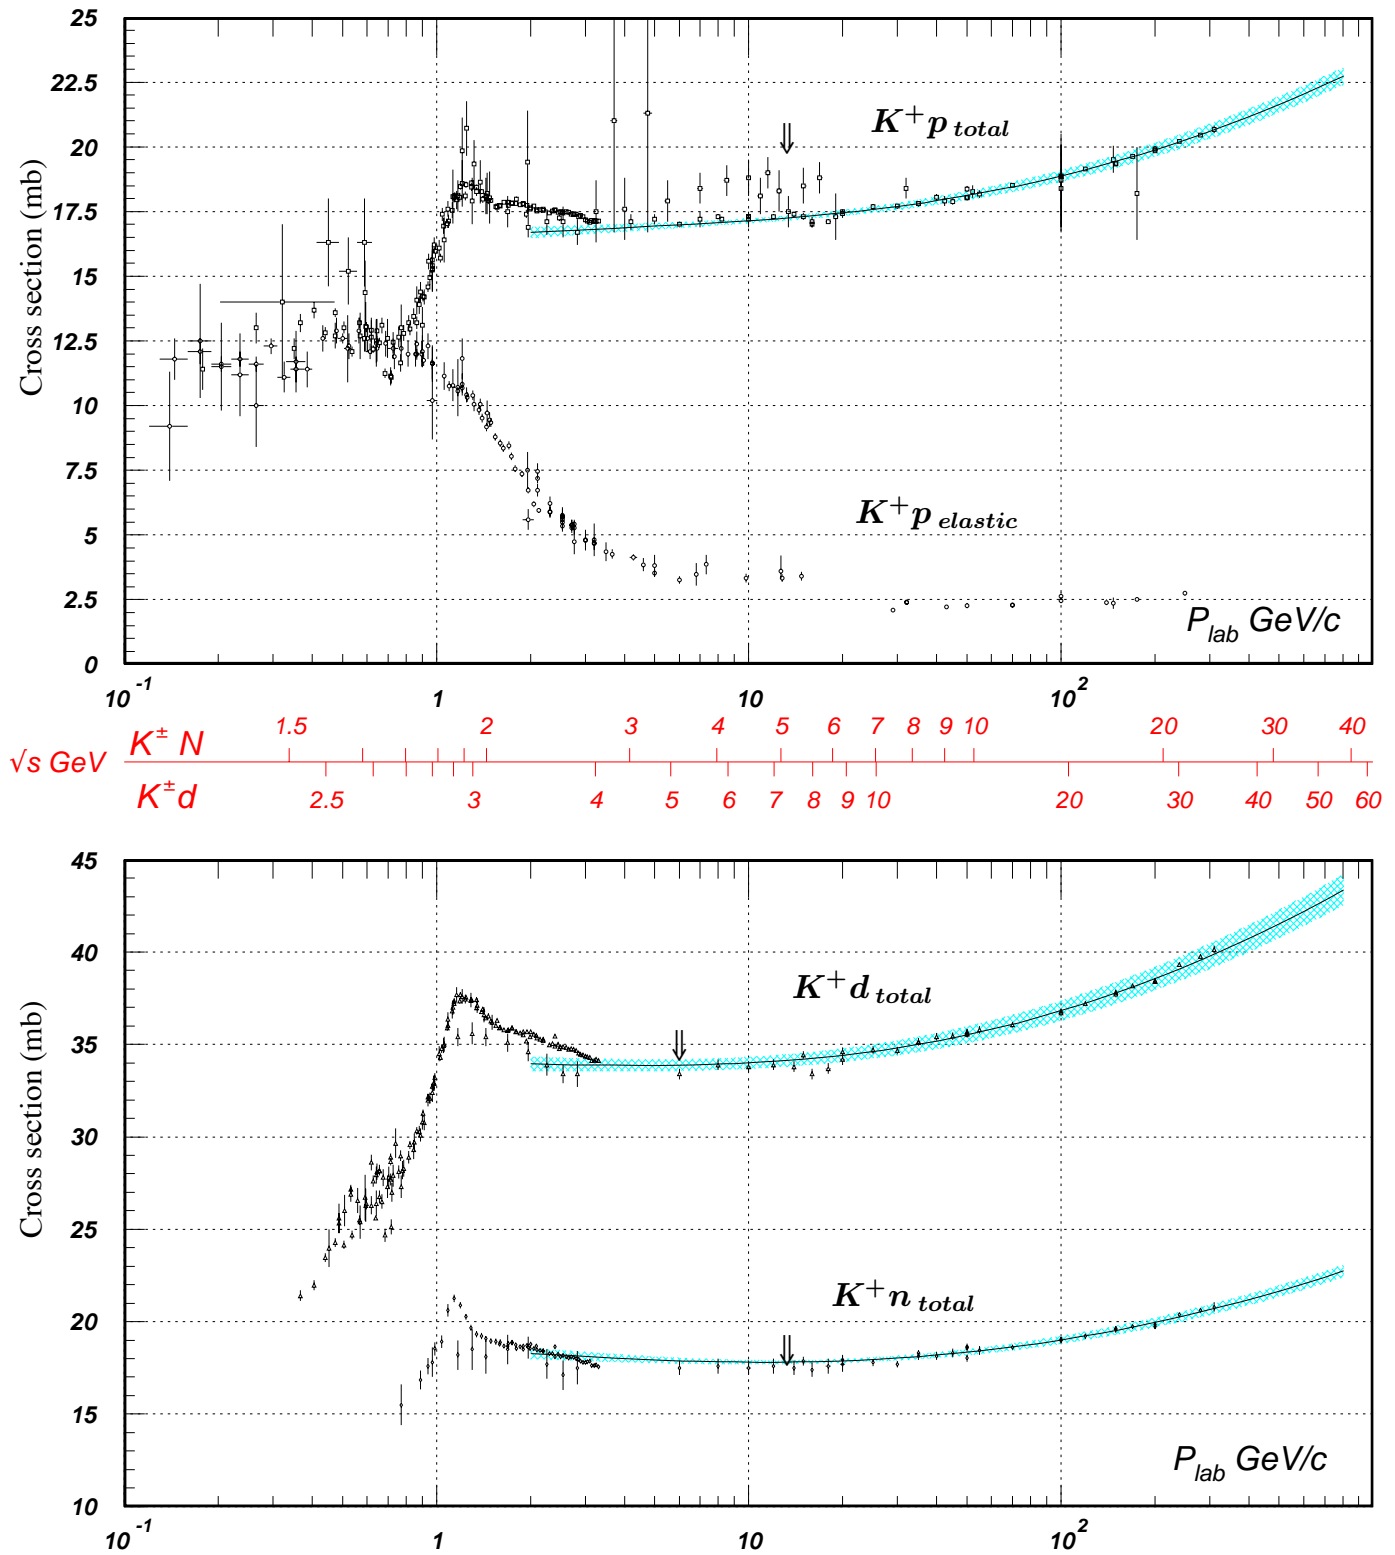 25
22.5
20
17.5
15
12.5
10
7.5
5
2.5
0
Cross section (mb)
K⁺p total
⇓
K⁺p elastic
P_lab GeV/c
10⁻¹ 1 10 10²
1.5 2 3 4 5 6 7 8 9 10 20 30 40
K± N
√s GeV
K±d
2.5 3 4 5 6 7 8 9 10 20 30 40 50 60
45
40
35
30
25
20
15
10
Cross section (mb)
K⁺d total
⇓
K⁺n total
⇓
P_lab GeV/c
10⁻¹ 1 10 10²